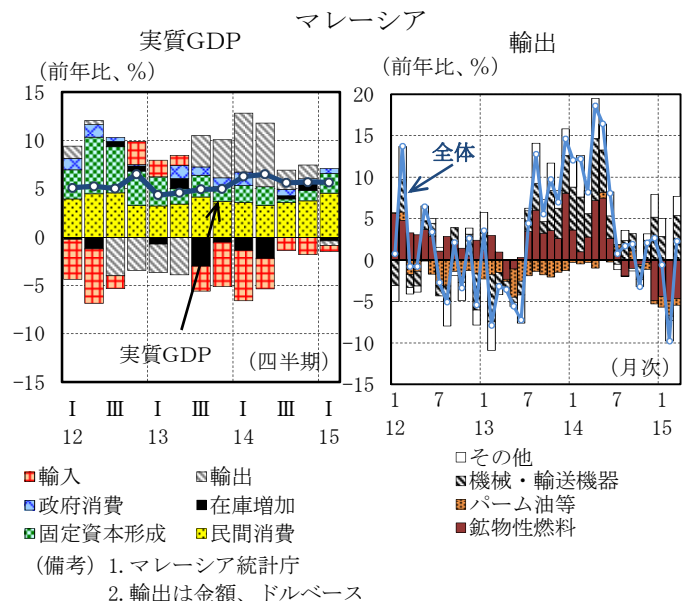 マレーシア
実質GDP
(前年比、%)
15
10
5
0
−5
−10
−15
実質GDP
(四半期)
Ⅰ Ⅲ Ⅰ Ⅲ Ⅰ Ⅲ Ⅰ
12 13 14 15
輸入 輸出
政府消費 在庫増加
固定資本形成 民間消費
輸出
(前年比、%)
20
15
10
5
0
−5
−10
−15
全体
(月次)
1 7 1 7 1 7 1
12 13 14 15
その他
機械・輸送機器
パーム油等
鉱物性燃料
(備考) 1. マレーシア統計庁
2. 輸出は金額、ドルベース